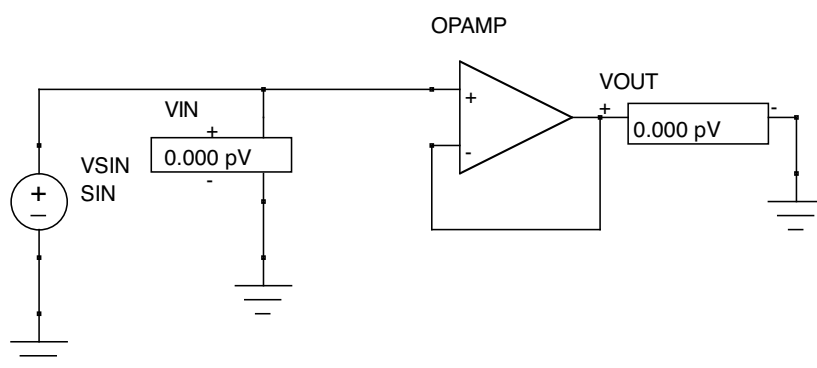 OPAMP
VOUT
+
-
0.000 pV
VIN
+
0.000 pV
-
+
-
VSIN
SIN
+
−